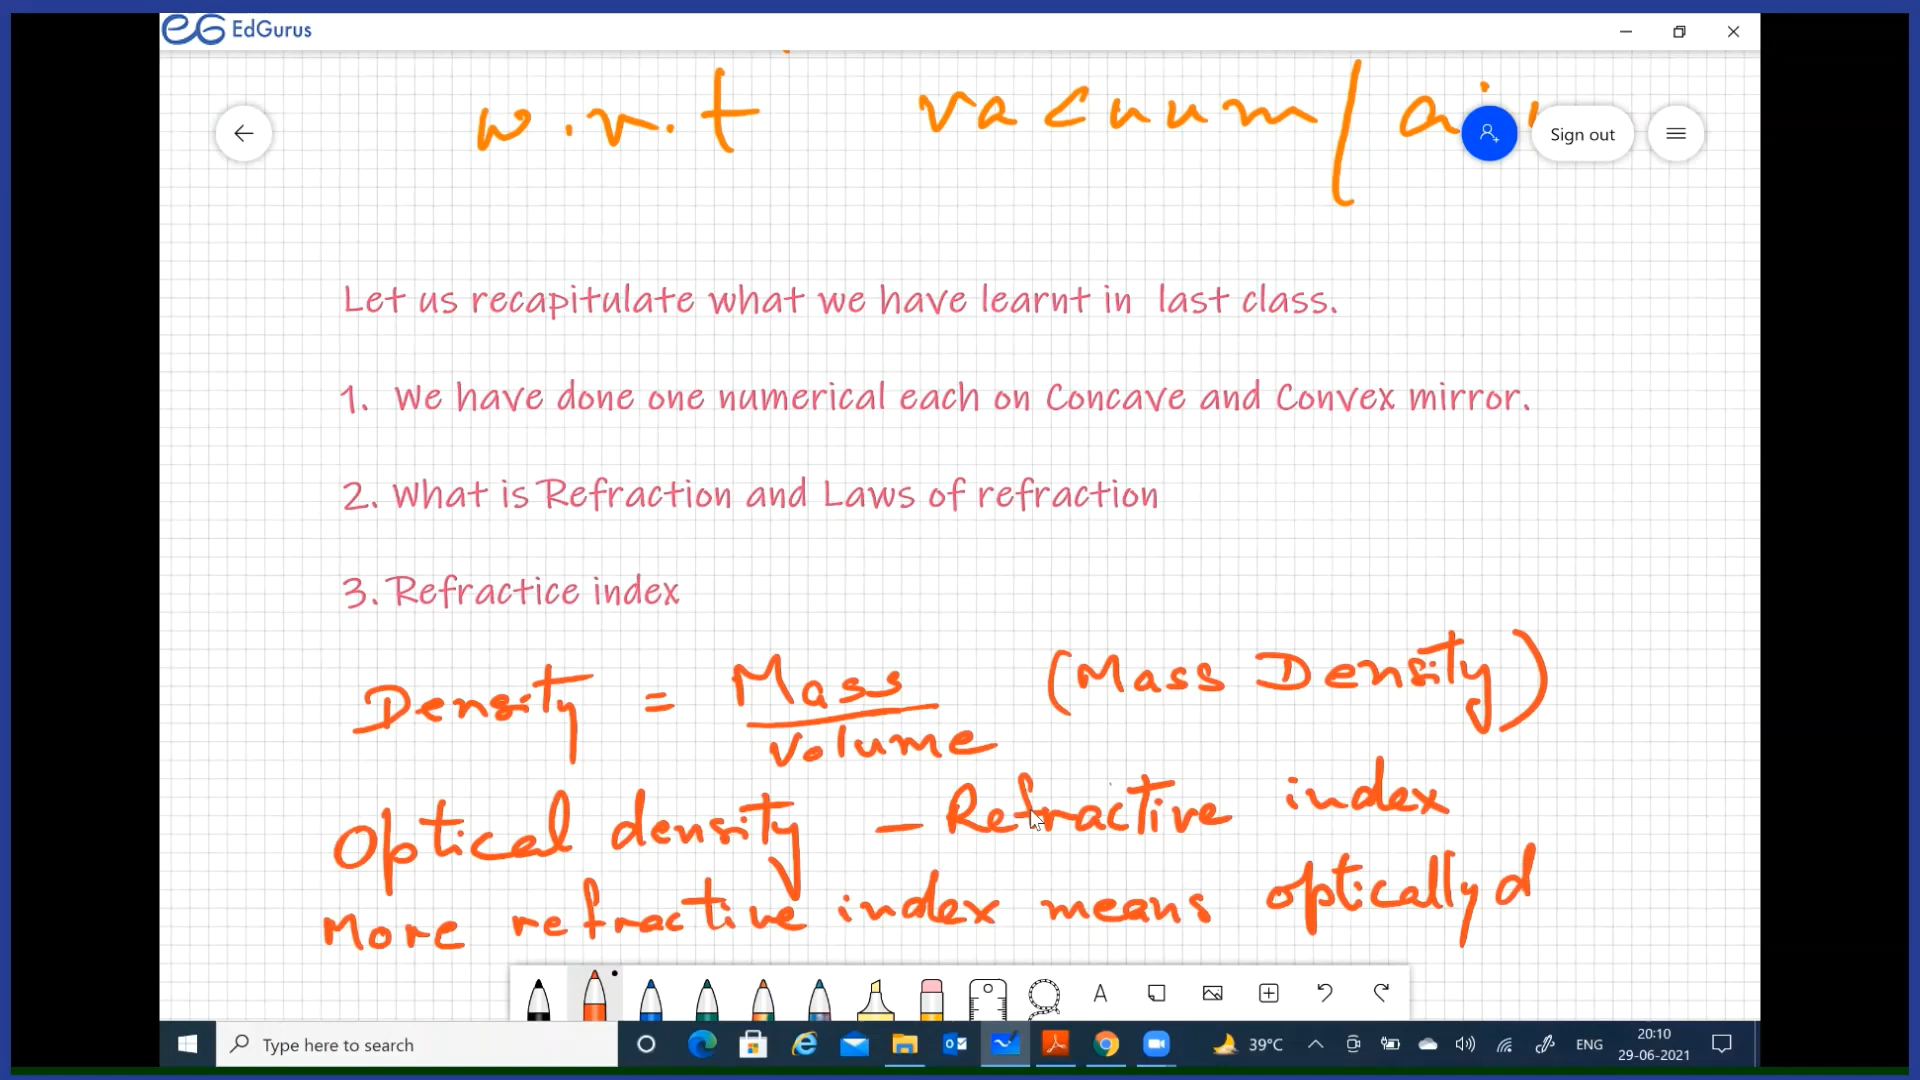 EdGurus
w.r.t vacuum/ai
Sign out
Let us recapitulate what we have learnt in last class.
1. We have done one numerical each on Concave and Convex mirror.
2. What is Refraction and Laws of refraction
3. Refractice index
Density = Mass (Mass Density)
Volume
Optical density – Refractive index
More refractive index means optically d
A
Type here to search
39°C
ENG
20:10
29-06-2021